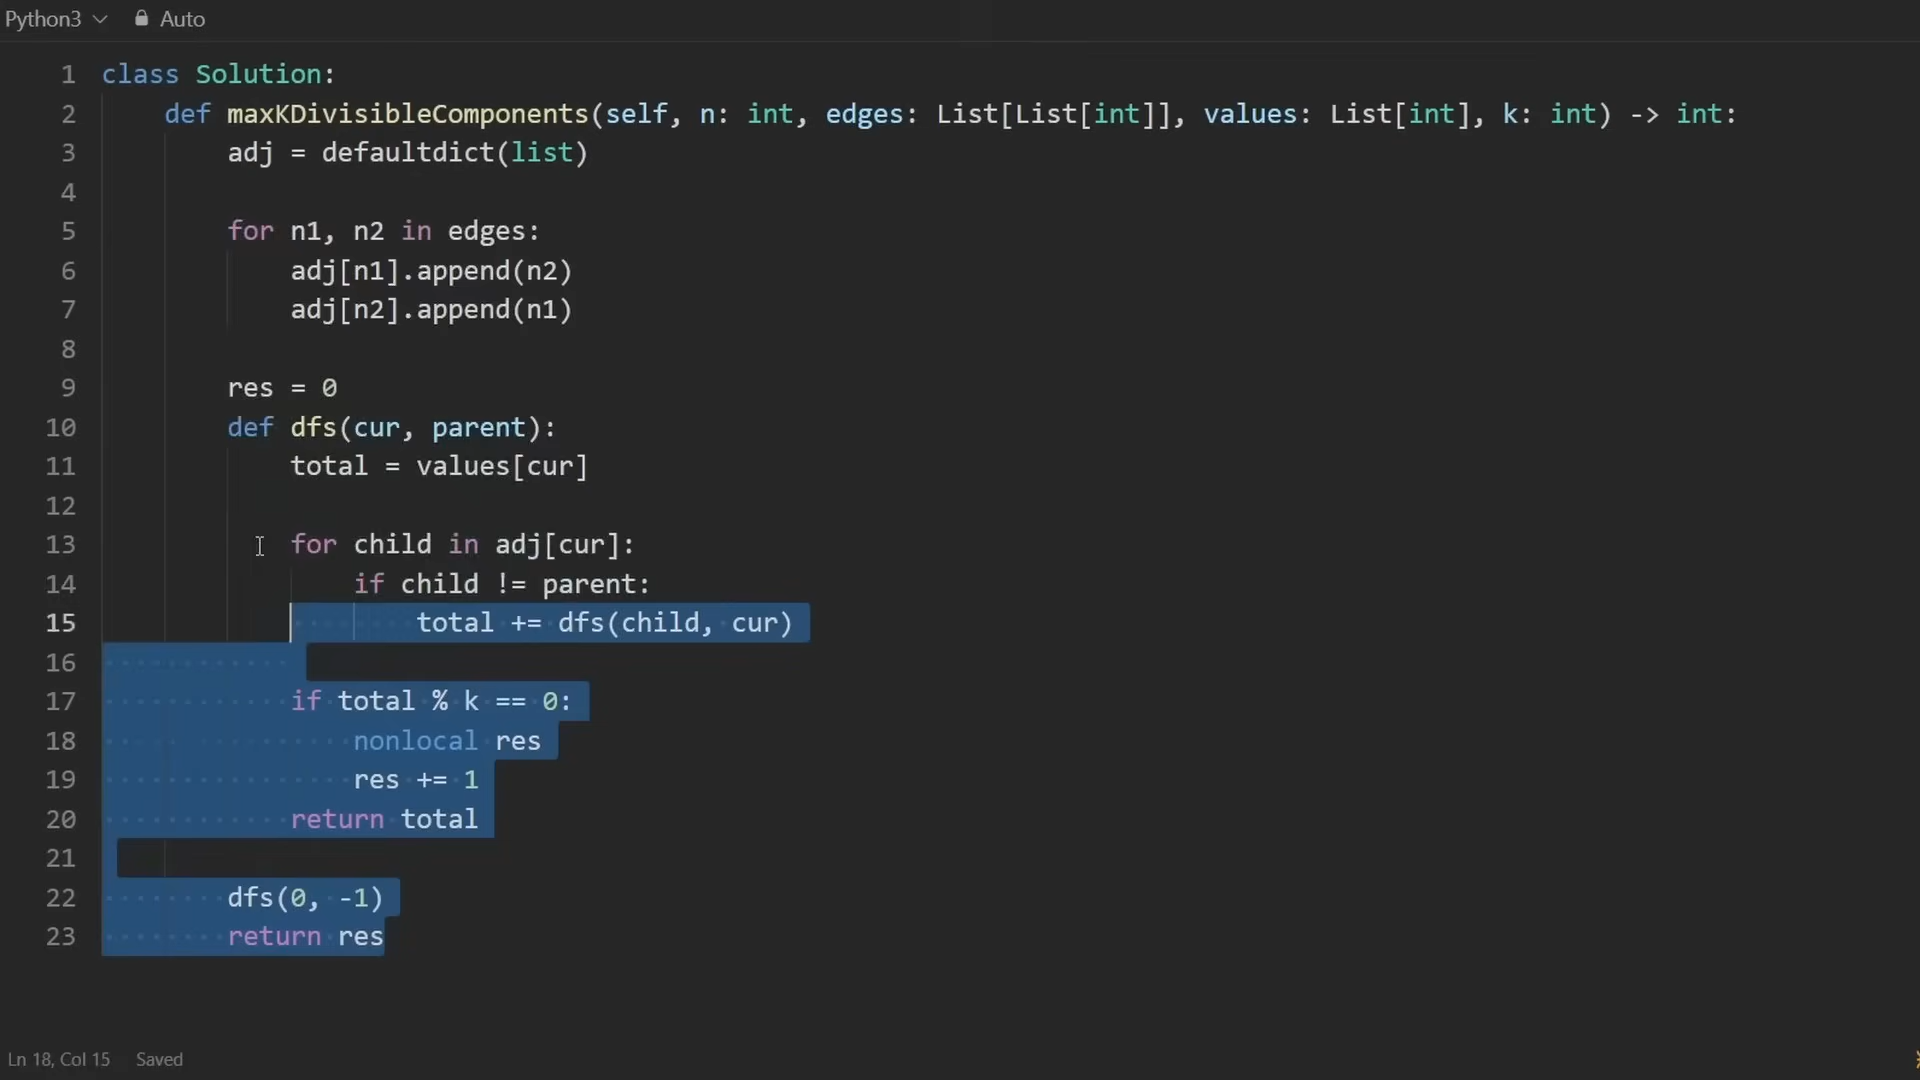 Python3 Auto
1 class Solution:
2 def maxKDivisibleComponents(self, n: int, edges: List[List[int]], values: List[int], k: int) -> int:
3 adj = defaultdict(list)
4
5 for n1, n2 in edges:
6 adj[n1].append(n2)
7 adj[n2].append(n1)
8
9 res = 0
10 def dfs(cur, parent):
11 total = values[cur]
12
13 for child in adj[cur]:
14 if child != parent:
15 total += dfs(child, cur)
16
17 if total % k == 0:
18 nonlocal res
19 res += 1
20 return total
21
22 dfs(0, -1)
23 return res
Ln 18, Col 15 Saved